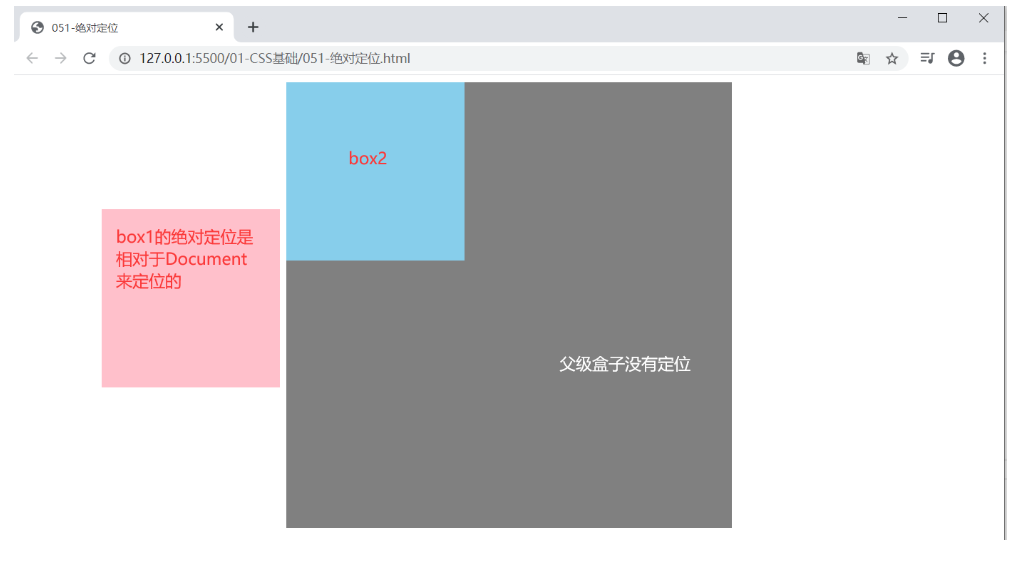 051-绝对定位
127.0.0.1:5500/01-CSS基础/051-绝对定位.html
box2
box1的绝对定位是
相对于Document
来定位的
父级盒子没有定位